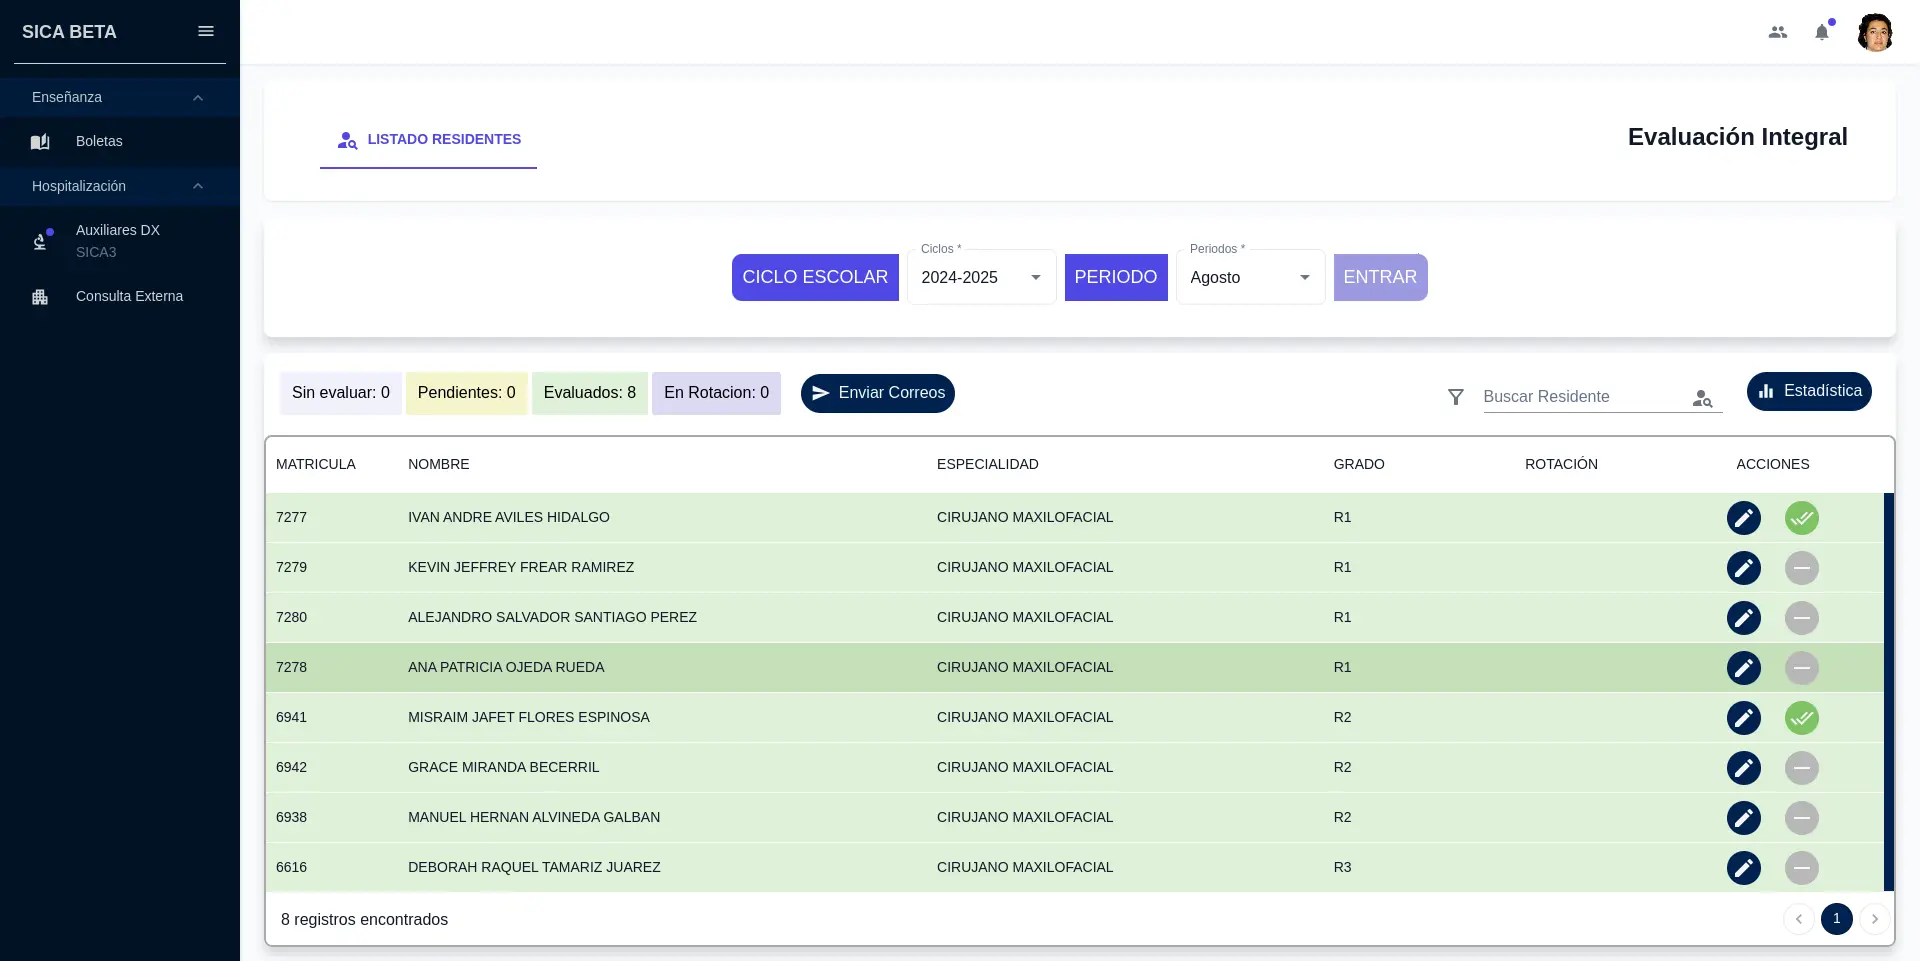 SICA BETA
Enseñanza
Boletas
Hospitalización
Auxiliares DX
SICA3
Consulta Externa
LISTADO RESIDENTES
Evaluación Integral
CICLO ESCOLAR
Ciclos *
2024-2025
PERIODO
Periodos *
Agosto
ENTRAR
Sin evaluar: 0
Pendientes: 0
Evaluados: 8
En Rotacion: 0
Enviar Correos
Buscar Residente
Estadística
MATRICULA NOMBRE ESPECIALIDAD GRADO ROTACIÓN ACCIONES
7277 IVAN ANDRE AVILES HIDALGO CIRUJANO MAXILOFACIAL R1
7279 KEVIN JEFFREY FREAR RAMIREZ CIRUJANO MAXILOFACIAL R1
7280 ALEJANDRO SALVADOR SANTIAGO PEREZ CIRUJANO MAXILOFACIAL R1
7278 ANA PATRICIA OJEDA RUEDA CIRUJANO MAXILOFACIAL R1
6941 MISRAIM JAFET FLORES ESPINOSA CIRUJANO MAXILOFACIAL R2
6942 GRACE MIRANDA BECERRIL CIRUJANO MAXILOFACIAL R2
6938 MANUEL HERNAN ALVINEDA GALBAN CIRUJANO MAXILOFACIAL R2
6616 DEBORAH RAQUEL TAMARIZ JUAREZ CIRUJANO MAXILOFACIAL R3
8 registros encontrados
1